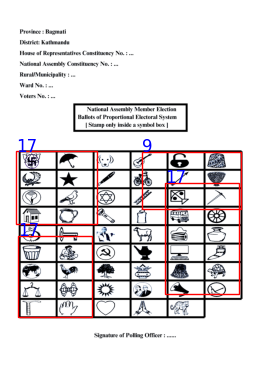 Province : Bagmati
District: Kathmandu
House of Representatives Constituency No. : ...
National Assembly Constituency No. : ...
Rural/Municipality : ...
Ward No. : ...
Voters No. : ...
National Assembly Member Election
Ballots of Proportional Electoral System
[ Stamp only inside a symbol box ]
17
9
17
17
Signature of Polling Officer : ......